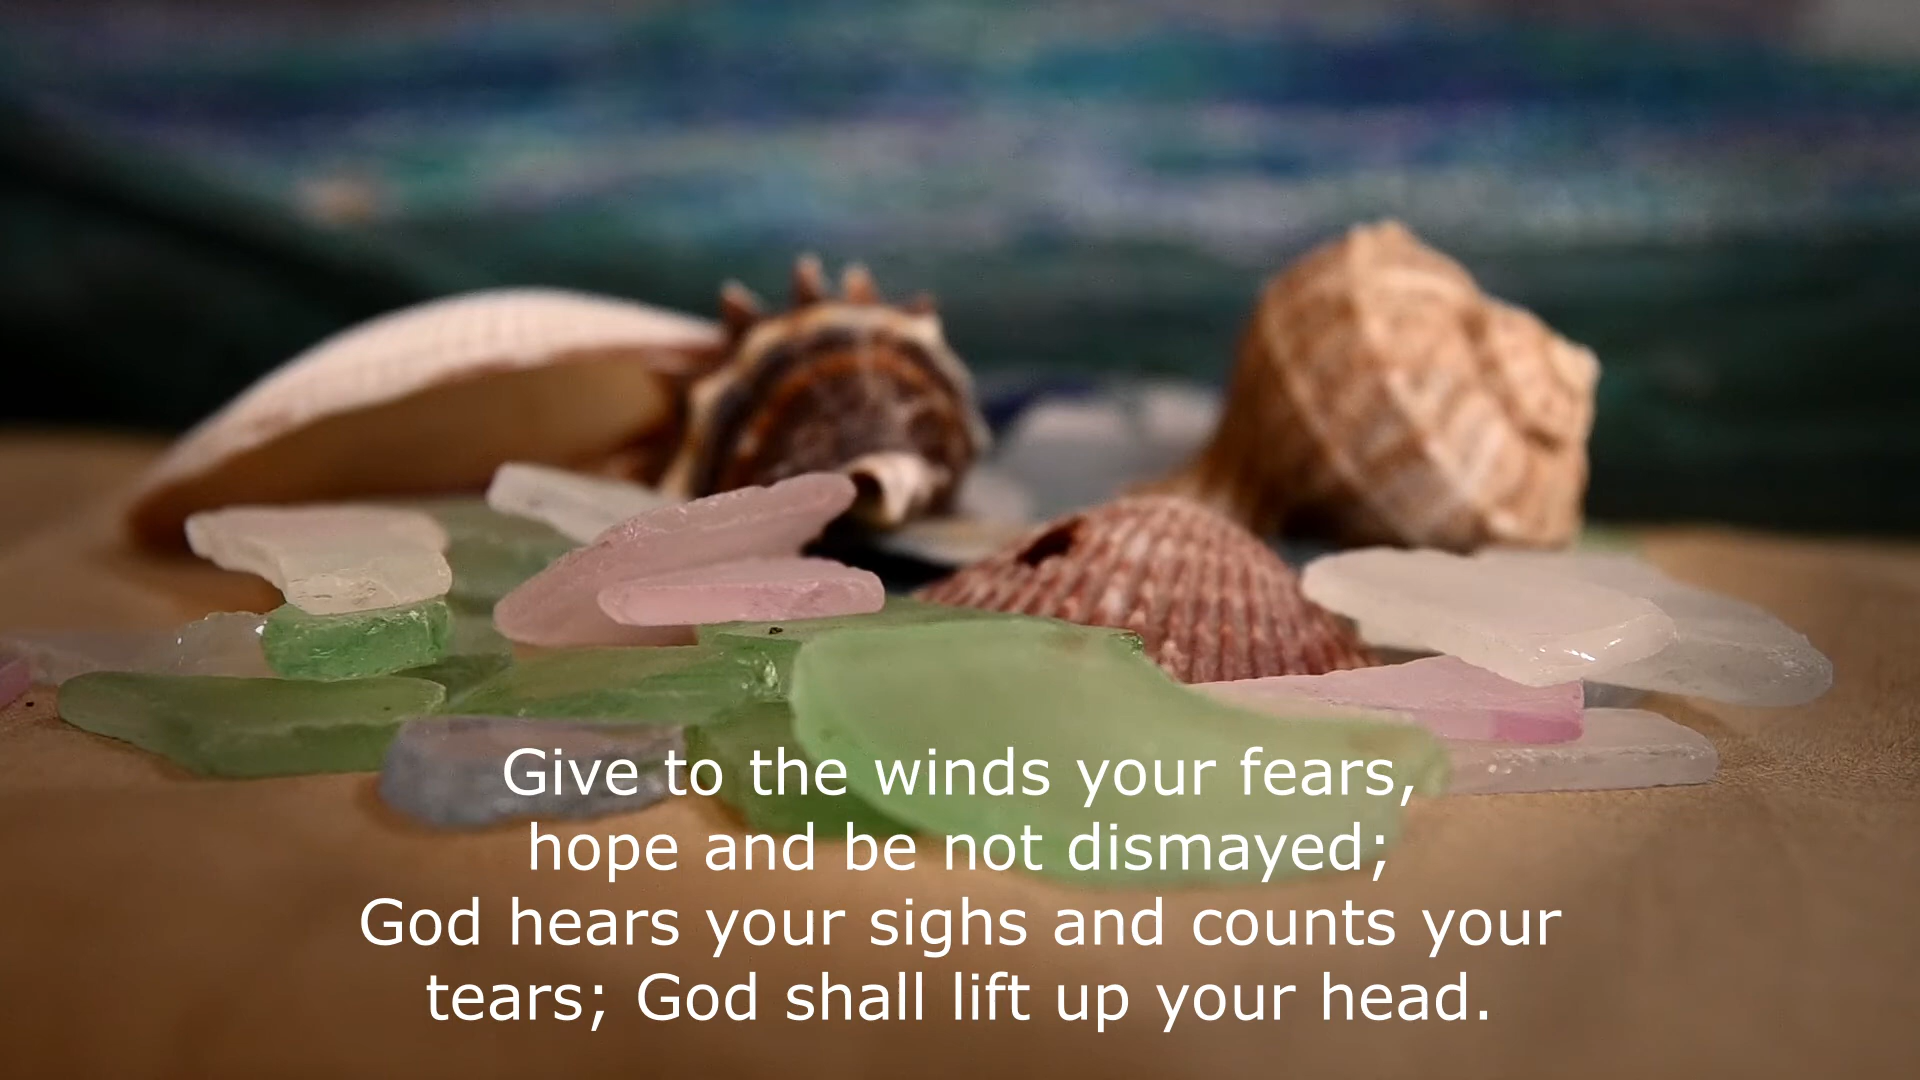 Give to the winds your fears,
hope and be not dismayed;
God hears your sighs and counts your
tears; God shall lift up your head.